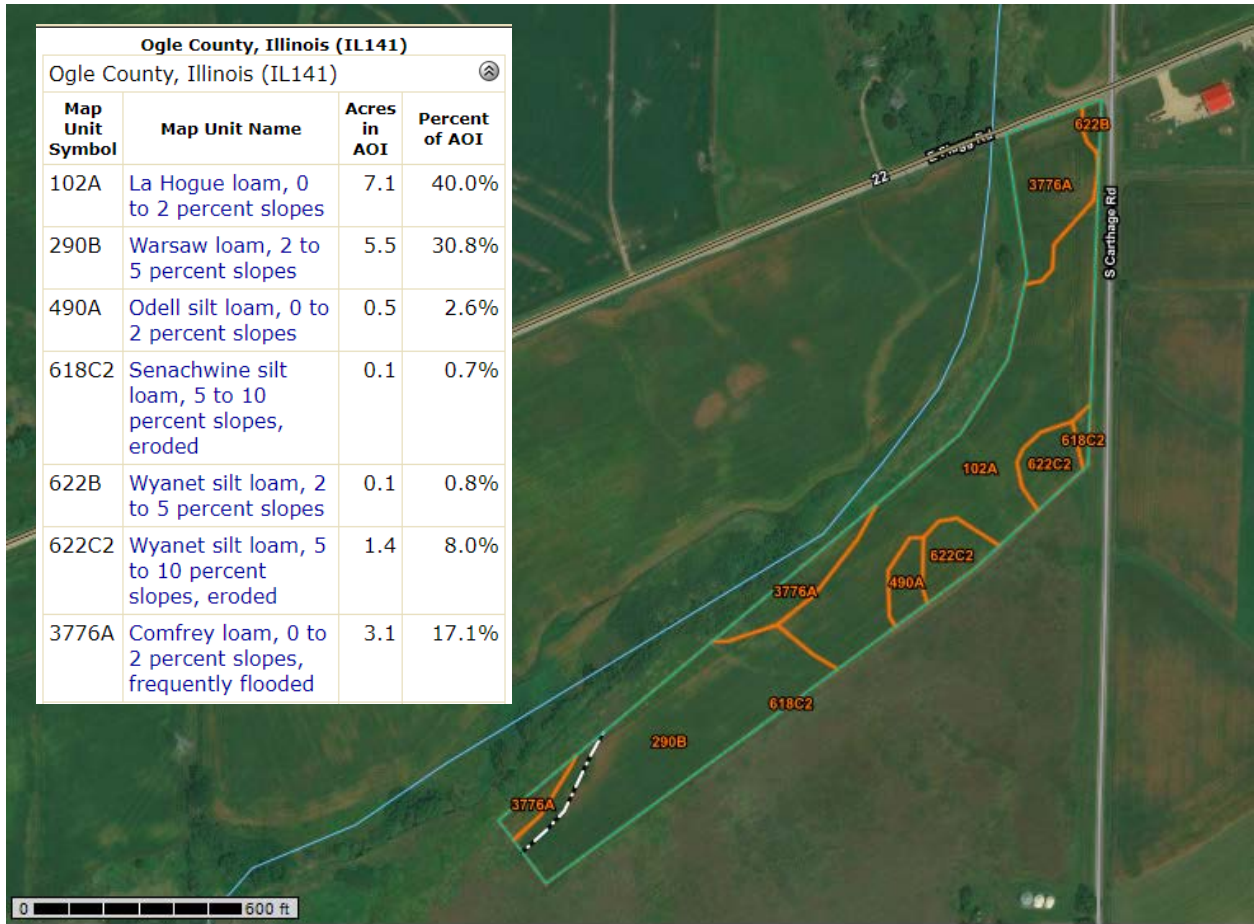 Ogle County, Illinois (IL141)
Ogle County, Illinois (IL141)
Map
Unit
Symbol
Map Unit Name
Acres
in
AOI
Percent
of AOI
102A
La Hogue loam, 0
to 2 percent slopes
7.1
40.0%
290B
Warsaw loam, 2 to
5 percent slopes
5.5
30.8%
490A
Odell silt loam, 0 to
2 percent slopes
0.5
2.6%
618C2
Senachwine silt
loam, 5 to 10
percent slopes,
eroded
0.1
0.7%
622B
Wyanet silt loam, 2
to 5 percent slopes
0.1
0.8%
622C2
Wyanet silt loam, 5
to 10 percent
slopes, eroded
1.4
8.0%
3776A
Comfrey loam, 0 to
2 percent slopes,
frequently flooded
3.1
17.1%
622B
E Flagg Rd
22
3776A
S Carthage Rd
618C2
622C2
102A
622C2
490A
3776A
618C2
290B
3776A
0
600 ft